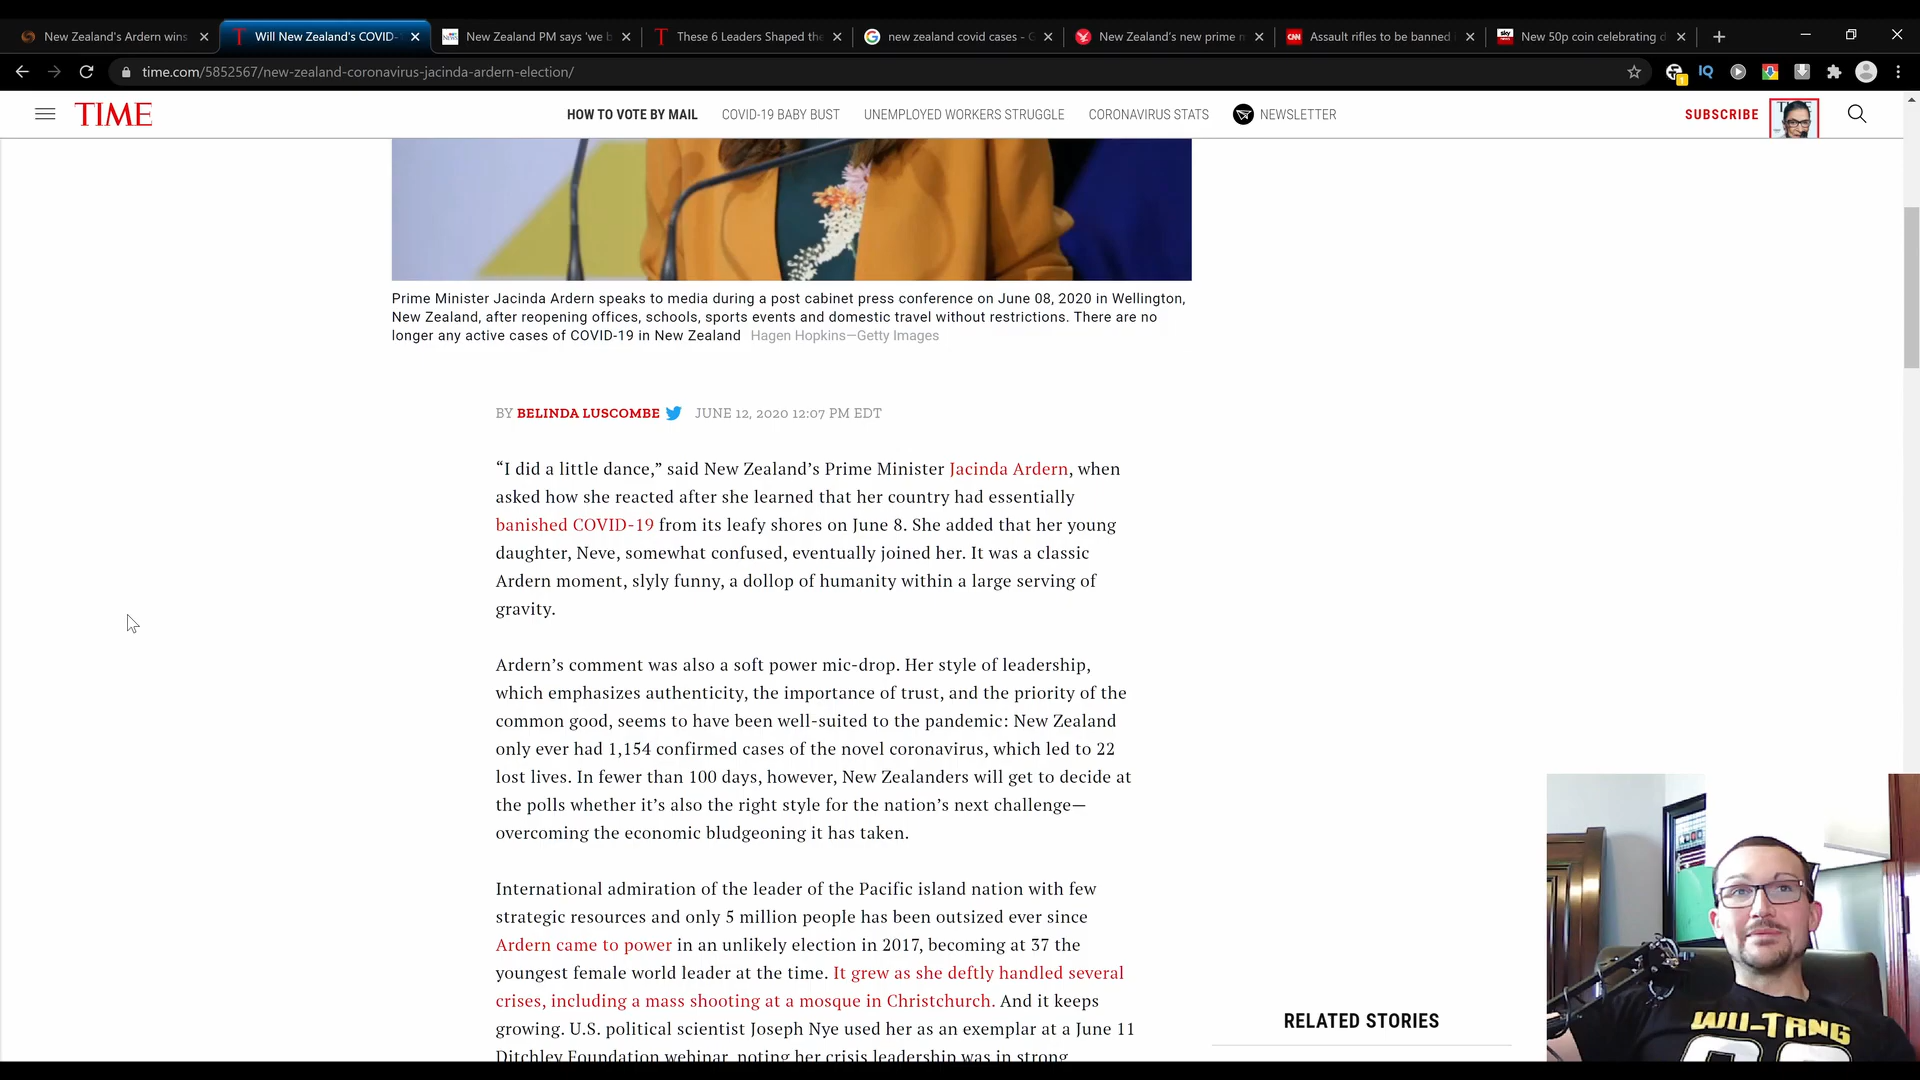 New Zealand's Ardern wins
Will New Zealand's COVID-
New Zealand PM says 'we b
These 6 Leaders Shaped the
new zealand covid cases - G
New Zealand's new prime m
Assault rifles to be banned
New 50p coin celebrating d
time.com/5852567/new-zealand-coronavirus-jacinda-ardern-election/
TIME
HOW TO VOTE BY MAIL
COVID-19 BABY BUST
UNEMPLOYED WORKERS STRUGGLE
CORONAVIRUS STATS
NEWSLETTER
SUBSCRIBE
Prime Minister Jacinda Ardern speaks to media during a post cabinet press conference on June 08, 2020 in Wellington,
New Zealand, after reopening offices, schools, sports events and domestic travel without restrictions. There are no
longer any active cases of COVID-19 in New Zealand Hagen Hopkins—Getty Images
BY BELINDA LUSCOMBE JUNE 12, 2020 12:07 PM EDT
“I did a little dance,” said New Zealand’s Prime Minister Jacinda Ardern, when
asked how she reacted after she learned that her country had essentially
banished COVID-19 from its leafy shores on June 8. She added that her young
daughter, Neve, somewhat confused, eventually joined her. It was a classic
Ardern moment, slyly funny, a dollop of humanity within a large serving of
gravity.
Ardern’s comment was also a soft power mic-drop. Her style of leadership,
which emphasizes authenticity, the importance of trust, and the priority of the
common good, seems to have been well-suited to the pandemic: New Zealand
only ever had 1,154 confirmed cases of the novel coronavirus, which led to 22
lost lives. In fewer than 100 days, however, New Zealanders will get to decide at
the polls whether it’s also the right style for the nation’s next challenge—
overcoming the economic bludgeoning it has taken.
International admiration of the leader of the Pacific island nation with few
strategic resources and only 5 million people has been outsized ever since
Ardern came to power in an unlikely election in 2017, becoming at 37 the
youngest female world leader at the time. It grew as she deftly handled several
crises, including a mass shooting at a mosque in Christchurch. And it keeps
growing. U.S. political scientist Joseph Nye used her as an exemplar at a June 11
Ditchley Foundation webinar, noting her crisis leadership was in strong
RELATED STORIES
WU-TANG